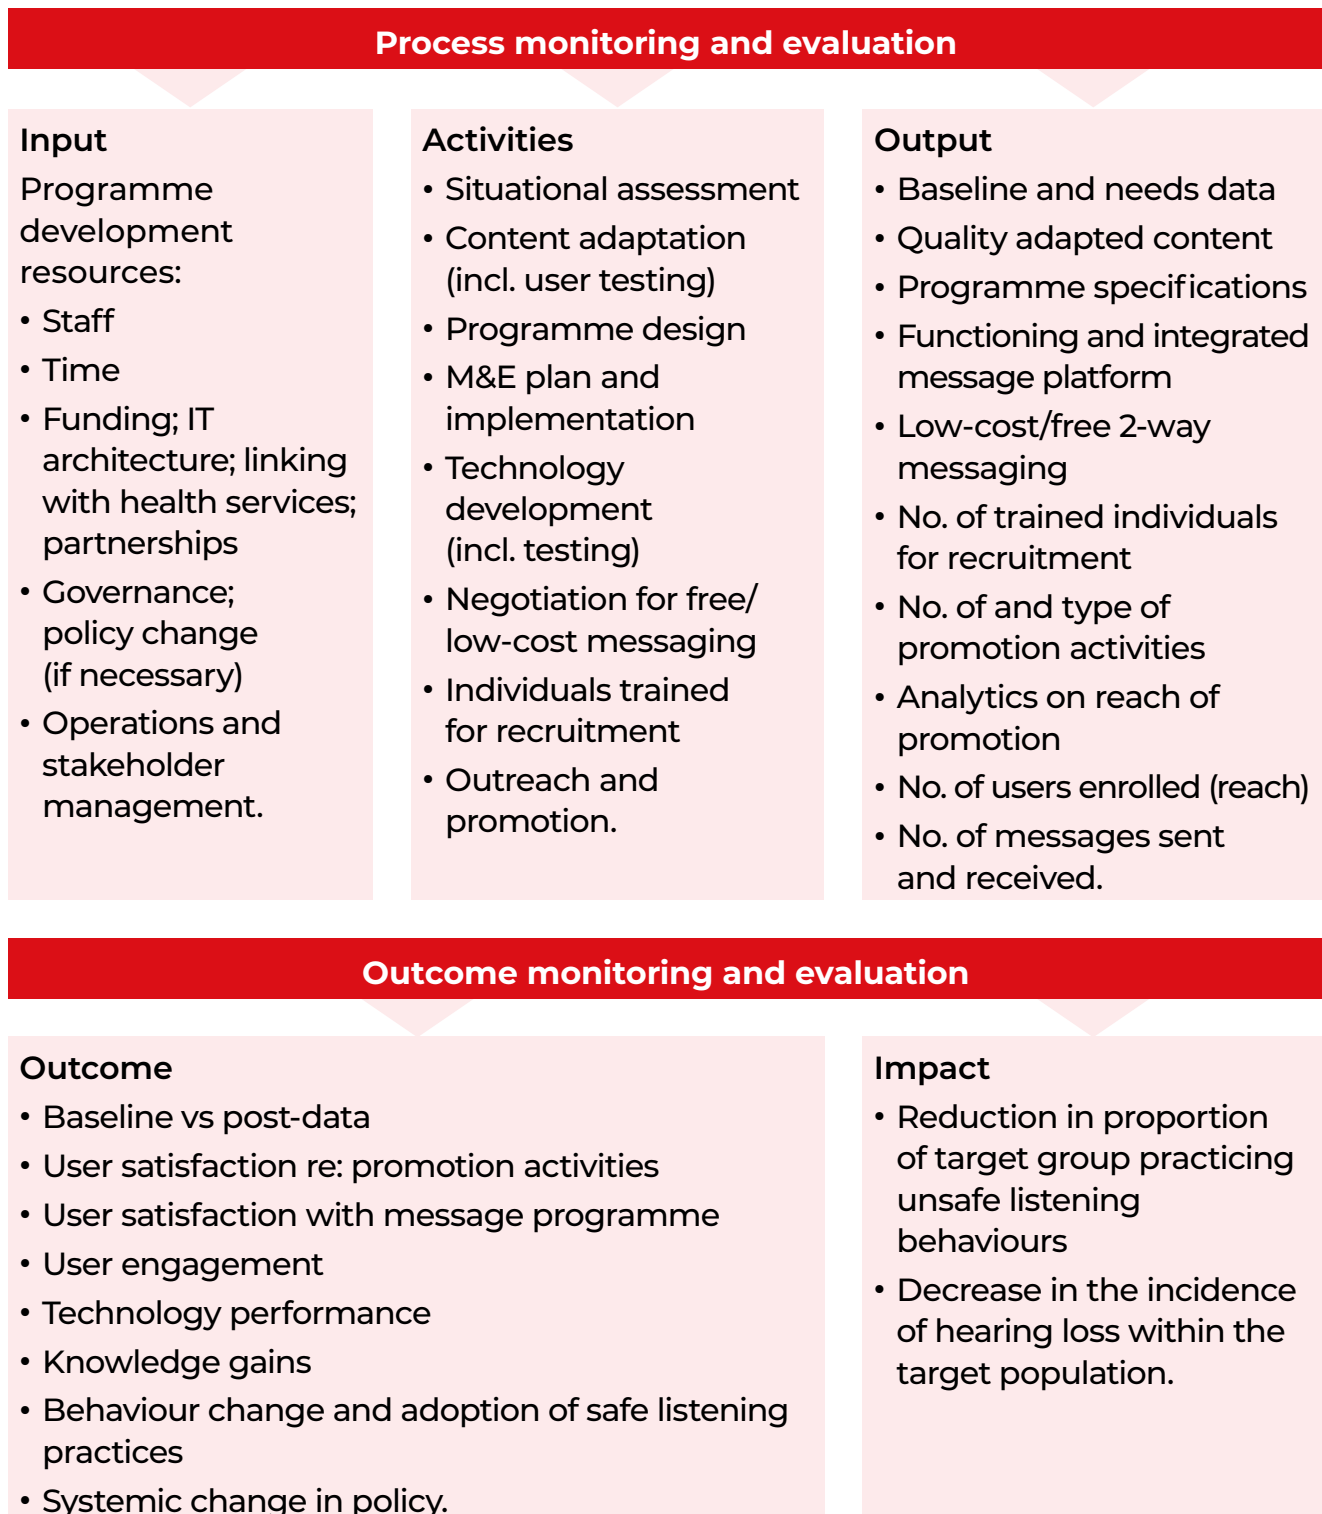 Process monitoring and evaluation
Input
Programme
development
resources:
• Staff
• Time
• Funding; IT
architecture; linking
with health services;
partnerships
• Governance;
policy change
(if necessary)
• Operations and
stakeholder
management.
Activities
• Situational assessment
• Content adaptation
(incl. user testing)
• Programme design
• M&E plan and
implementation
• Technology
development
(incl. testing)
• Negotiation for free/
low-cost messaging
• Individuals trained
for recruitment
• Outreach and
promotion.
Output
• Baseline and needs data
• Quality adapted content
• Programme specifications
• Functioning and integrated
message platform
• Low-cost/free 2-way
messaging
• No. of trained individuals
for recruitment
• No. of and type of
promotion activities
• Analytics on reach of
promotion
• No. of users enrolled (reach)
• No. of messages sent
and received.
Outcome monitoring and evaluation
Outcome
• Baseline vs post-data
• User satisfaction re: promotion activities
• User satisfaction with message programme
• User engagement
• Technology performance
• Knowledge gains
• Behaviour change and adoption of safe listening
practices
• Systemic change in policy.
Impact
• Reduction in proportion
of target group practicing
unsafe listening
behaviours
• Decrease in the incidence
of hearing loss within the
target population.